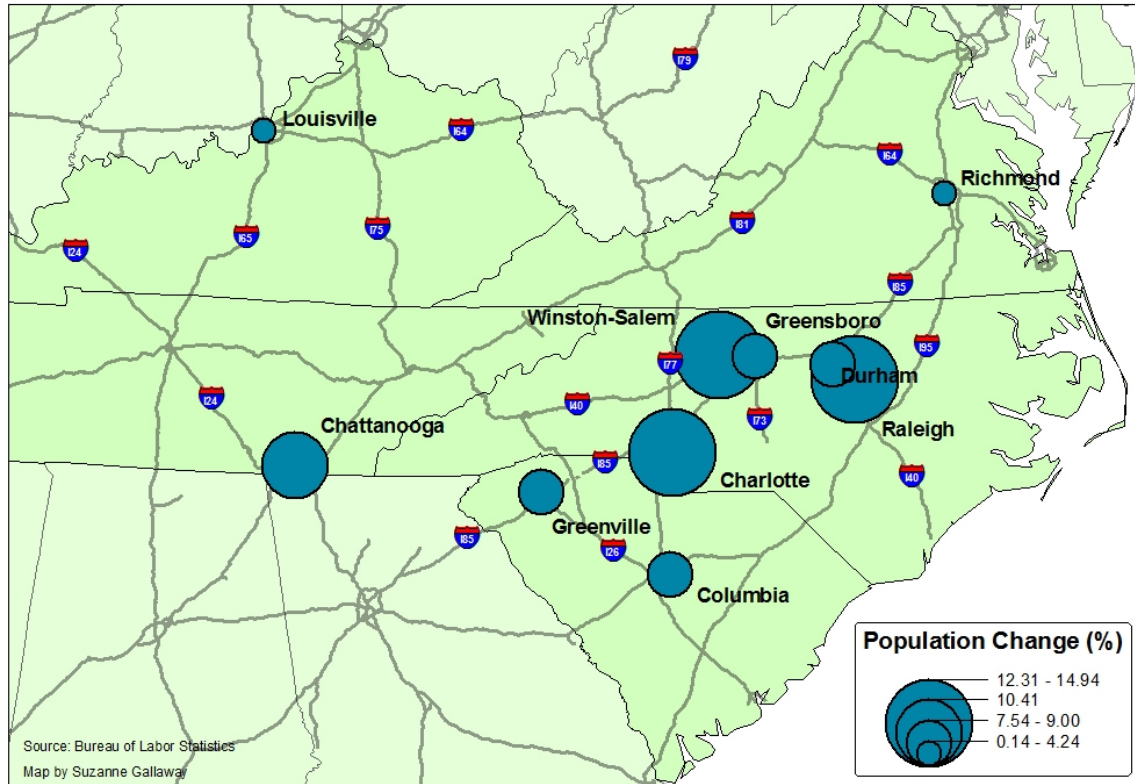 I79
Louisville
I64
I64
Richmond
I24
I65
I75
I81
I85
Winston-Salem
Greensboro
I77
I95
Durham
I24
I40
I73
Chattanooga
Raleigh
I85
Charlotte
I40
Greenville
I85
I26
Columbia
Population Change (%)
12.31 - 14.94
10.41
7.54 - 9.00
0.14 - 4.24
Source: Bureau of Labor Statistics
Map by Suzanne Gallaway